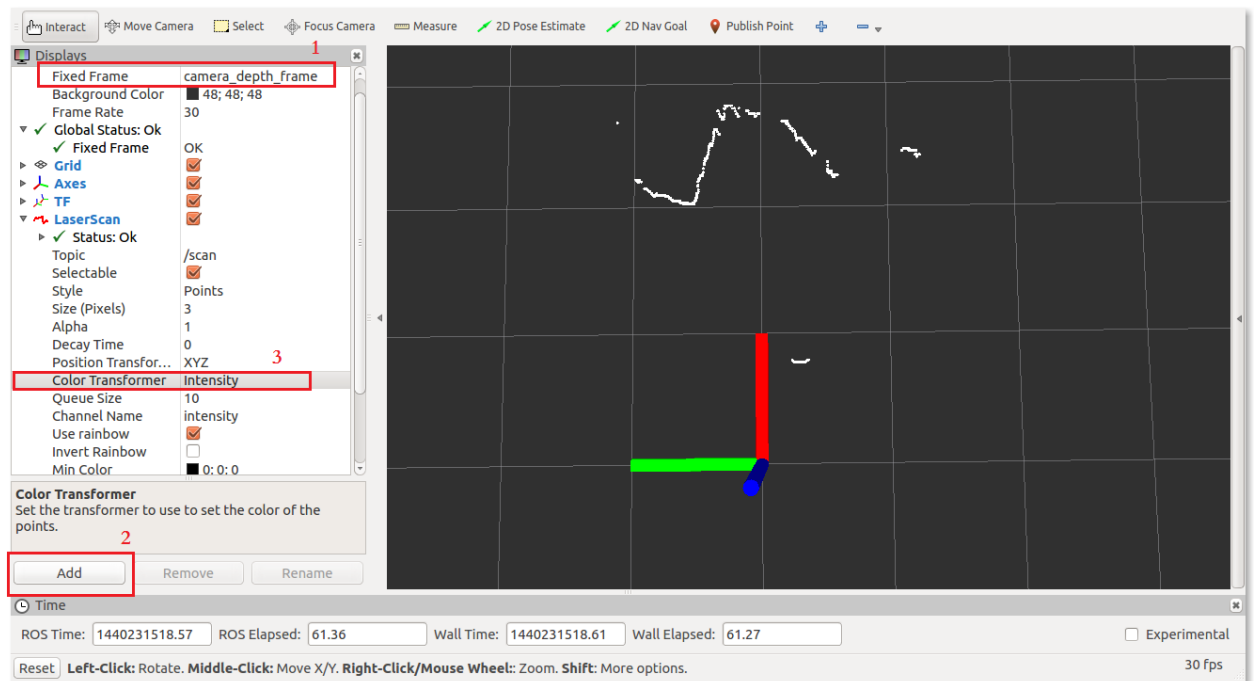 Interact Move Camera Select Focus Camera Measure 2D Pose Estimate 2D Nav Goal Publish Point
1
Displays
Fixed Frame camera_depth_frame
Background Color 48; 48; 48
Frame Rate 30
Global Status: Ok
Fixed Frame OK
Grid
Axes
TF
LaserScan
Status: Ok
Topic /scan
Selectable
Style Points
Size (Pixels) 3
Alpha 1
Decay Time 0
Position Transfor... XYZ
3
Color Transformer Intensity
Queue Size 10
Channel Name intensity
Use rainbow
Invert Rainbow
Min Color 0; 0; 0
Color Transformer
Set the transformer to use to set the color of the
points.
2
Add Remove Rename
Time
ROS Time: 1440231518.57 ROS Elapsed: 61.36 Wall Time: 1440231518.61 Wall Elapsed: 61.27 Experimental
Reset Left-Click: Rotate. Middle-Click: Move X/Y. Right-Click/Mouse Wheel:: Zoom. Shift: More options. 30 fps